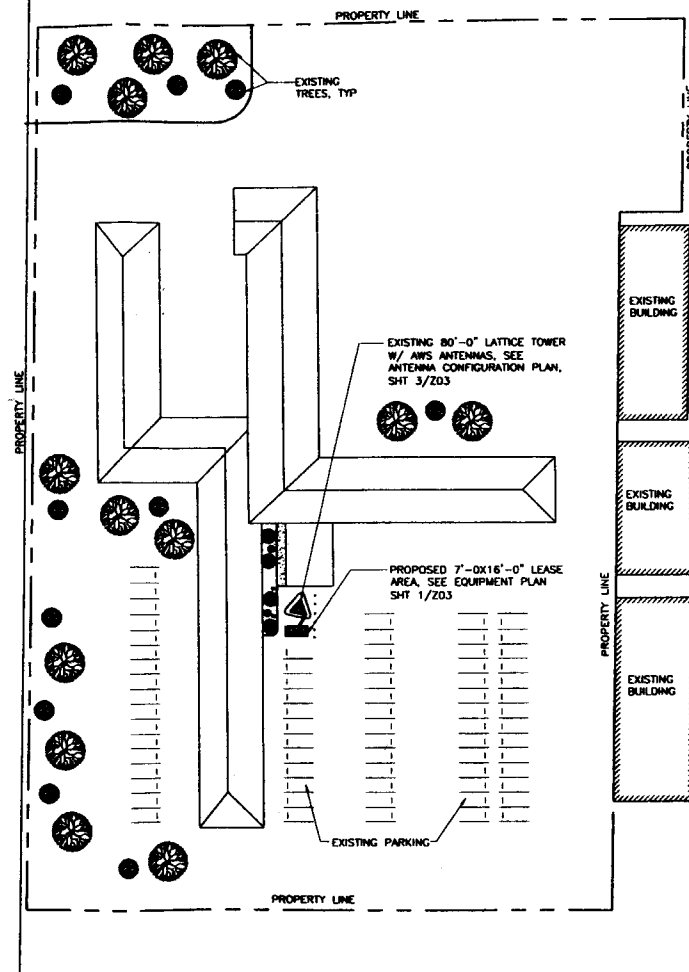 PROPERTY LINE
EXISTING
TREES, TYP
PROPERTY LINE
EXISTING
BUILDING
EXISTING 80'-0" LATTICE TOWER
W/ AWS ANTENNAS, SEE
ANTENNA CONFIGURATION PLAN,
SHT 3/Z03
PROPERTY LINE
EXISTING
BUILDING
PROPOSED 7'-0X16'-0" LEASE
AREA, SEE EQUIPMENT PLAN
SHT 1/Z03
PROPERTY LINE
EXISTING
BUILDING
EXISTING PARKING
PROPERTY LINE